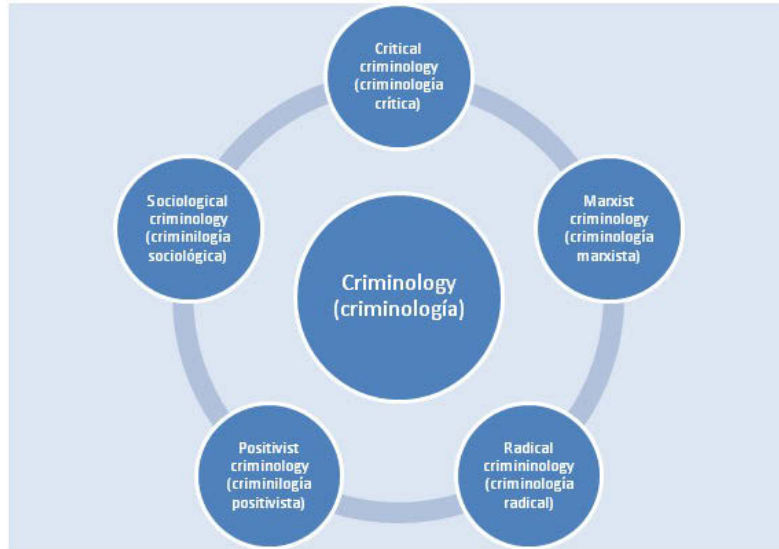 Critical
criminology
(criminología
crítica)
Sociological
criminology
(criminilogía
sociológica)
Marxist
criminology
(criminología
marxista)
Criminology
(criminología)
Positivist
criminology
(criminilogía
positivista)
Radical
crimininology
(criminología
radical)